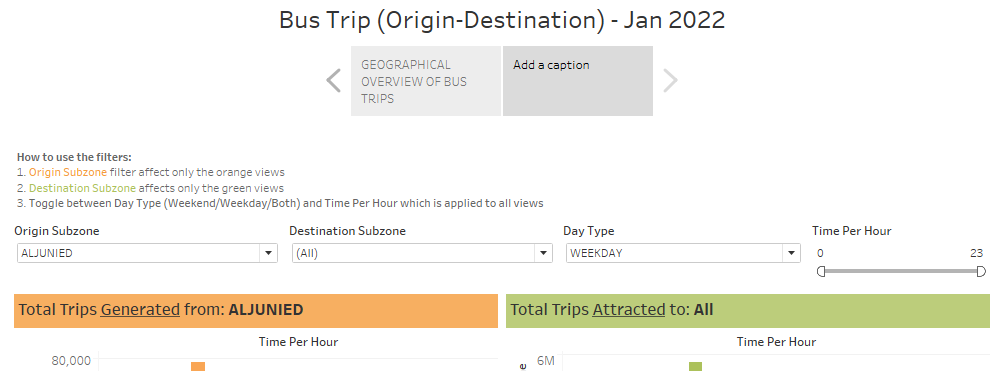 Bus Trip (Origin-Destination) - Jan 2022
GEOGRAPHICAL
OVERVIEW OF BUS
TRIPS
Add a caption
How to use the filters:
1. Origin Subzone filter affect only the orange views
2. Destination Subzone affects only the green views
3. Toggle between Day Type (Weekend/Weekday/Both) and Time Per Hour which is applied to all views
Origin Subzone
Destination Subzone
Day Type
Time Per Hour
ALJUNIED
(All)
WEEKDAY
0
23
Total Trips Generated from: ALJUNIED
Total Trips Attracted to: All
Time Per Hour
Time Per Hour
80,000
6M